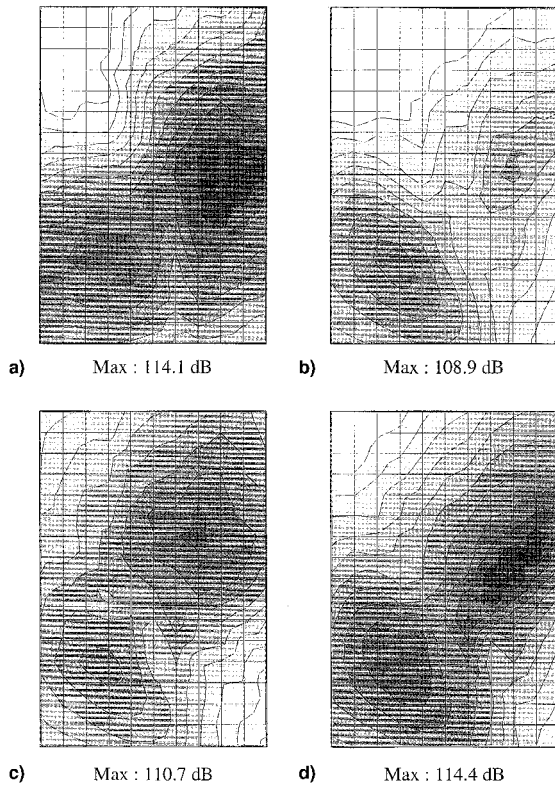 a) Max : 114.1 dB
b) Max : 108.9 dB
c) Max : 110.7 dB
d) Max : 114.4 dB